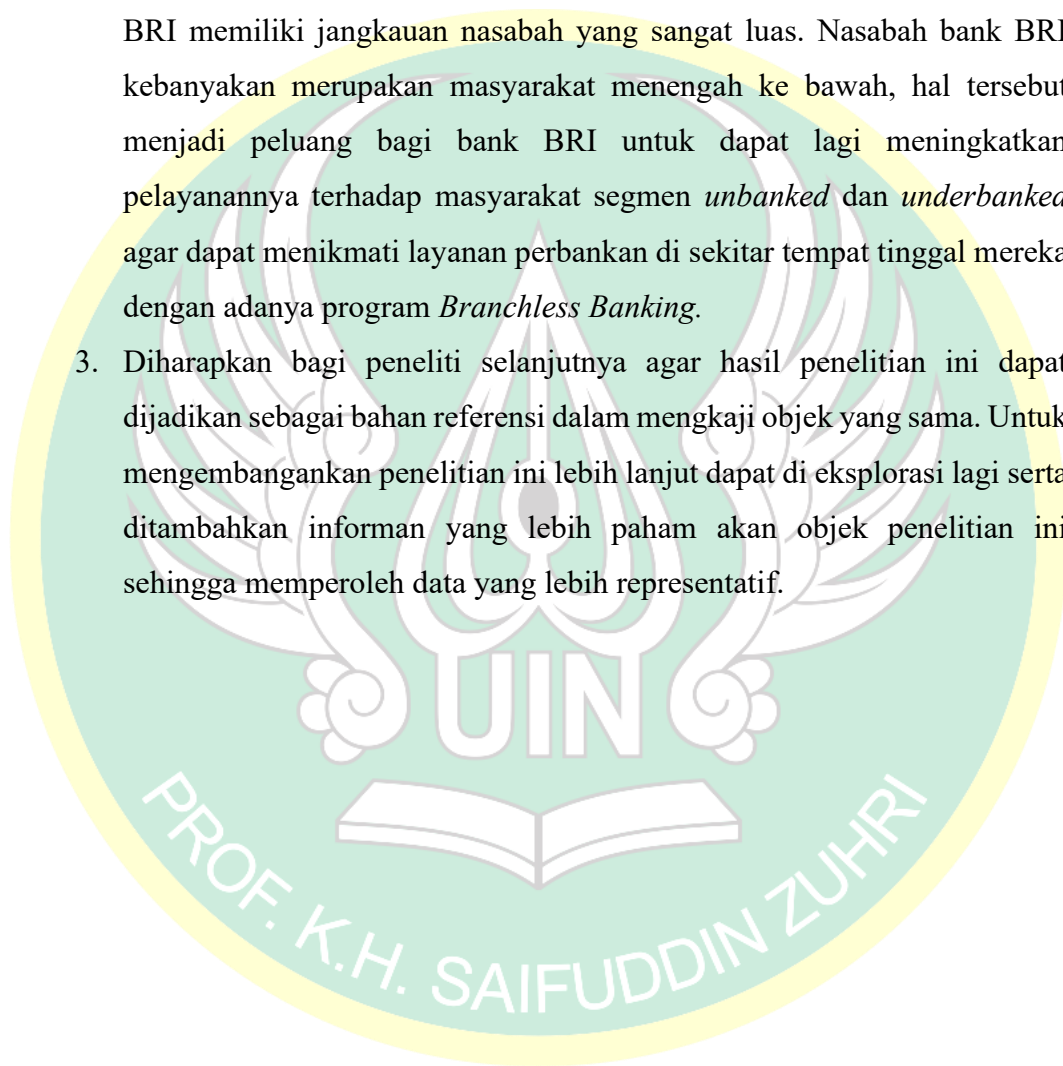 BRI memiliki jangkauan nasabah yang sangat luas. Nasabah bank BRI
kebanyakan merupakan masyarakat menengah ke bawah, hal tersebut
menjadi peluang bagi bank BRI untuk dapat lagi meningkatkan
pelayanannya terhadap masyarakat segmen unbanked dan underbanked
agar dapat menikmati layanan perbankan di sekitar tempat tinggal mereka
dengan adanya program Branchless Banking.
3. Diharapkan bagi peneliti selanjutnya agar hasil penelitian ini dapat
dijadikan sebagai bahan referensi dalam mengkaji objek yang sama. Untuk
mengembangankan penelitian ini lebih lanjut dapat di eksplorasi lagi serta
ditambahkan informan yang lebih paham akan objek penelitian ini
sehingga memperoleh data yang lebih representatif.
UIN
PROF. K.H. SAIFUDDIN ZUHRI